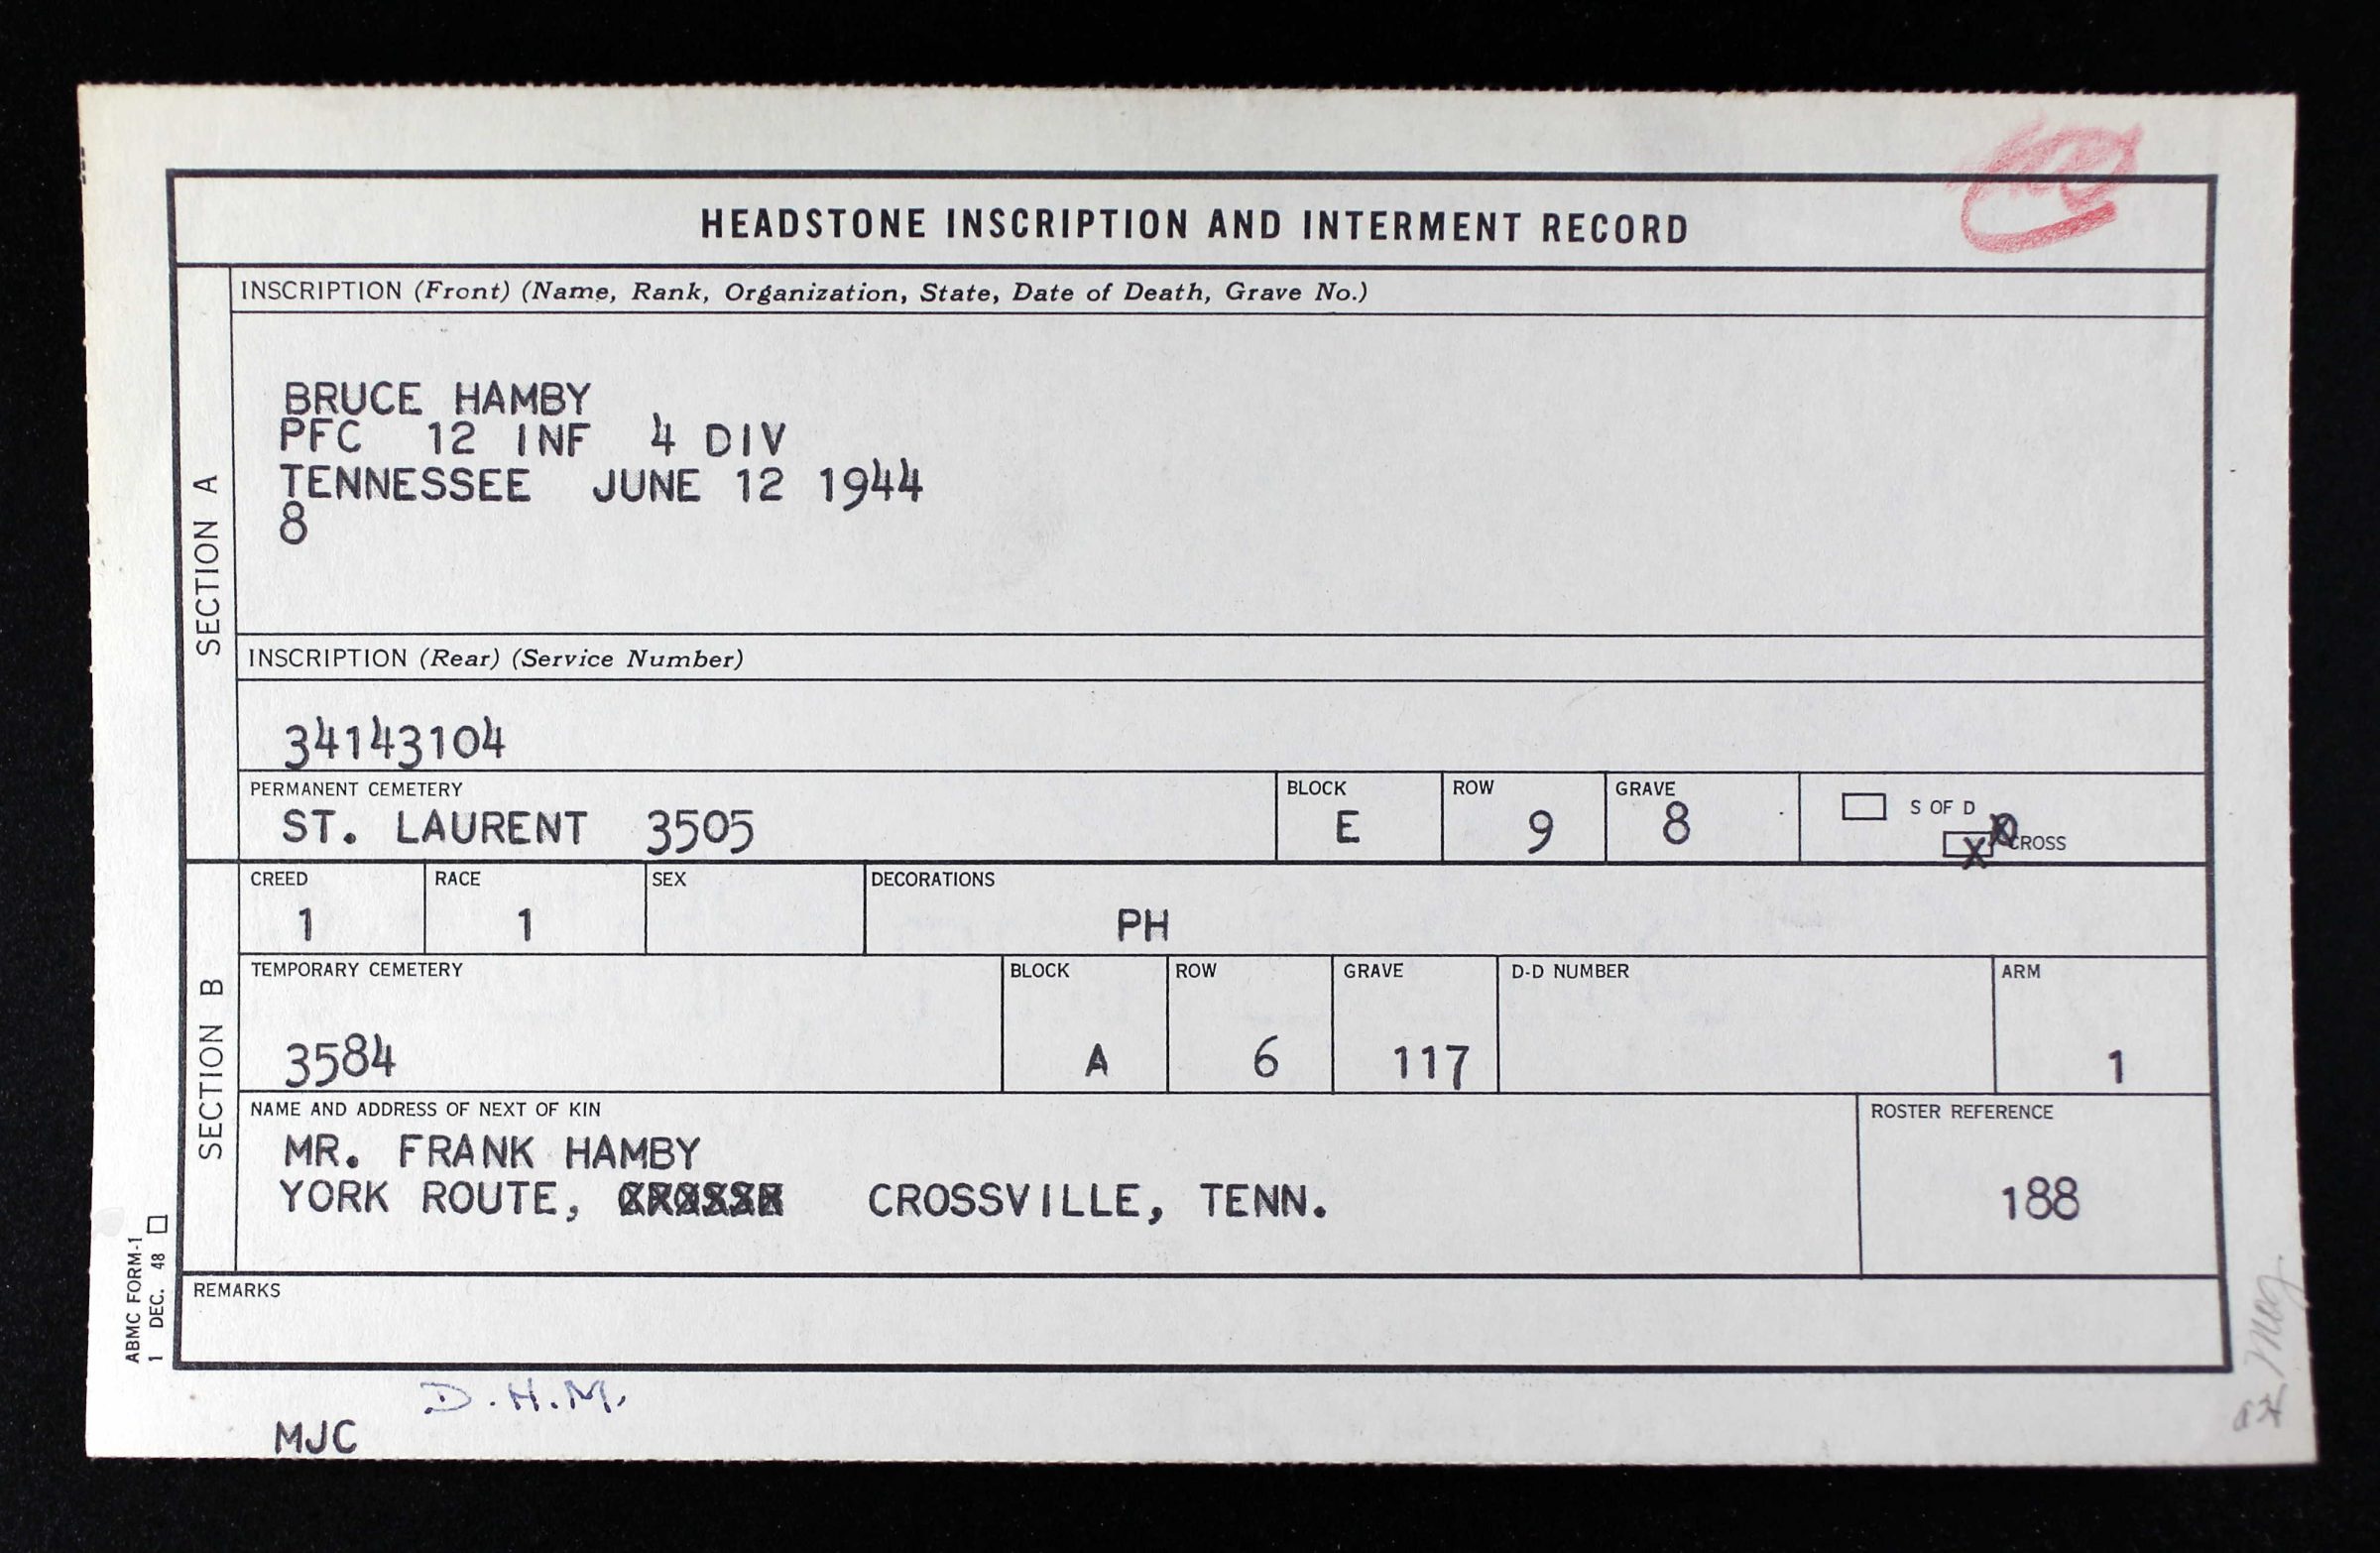 HEADSTONE INSCRIPTION AND INTERMENT RECORD
SECTION A
INSCRIPTION (Front) (Name, Rank, Organization, State, Date of Death, Grave No.)
BRUCE HAMBY
PFC 12 INF 4 DIV
TENNESSEE JUNE 12 1944
8
INSCRIPTION (Rear) (Service Number)
34143104
PERMANENT CEMETERY BLOCK ROW GRAVE
ST. LAURENT 3505 E 9 8
S OF D
X CROSS
SECTION B
CREED RACE SEX DECORATIONS
1 1 PH
TEMPORARY CEMETERY BLOCK ROW GRAVE D-D NUMBER ARM
3584 A 6 117 1
NAME AND ADDRESS OF NEXT OF KIN ROSTER REFERENCE
MR. FRANK HAMBY
YORK ROUTE, CROSSVILLE, TENN. 188
REMARKS
ABMC FORM-1
1 DEC. 48
D.H.M.
MJC